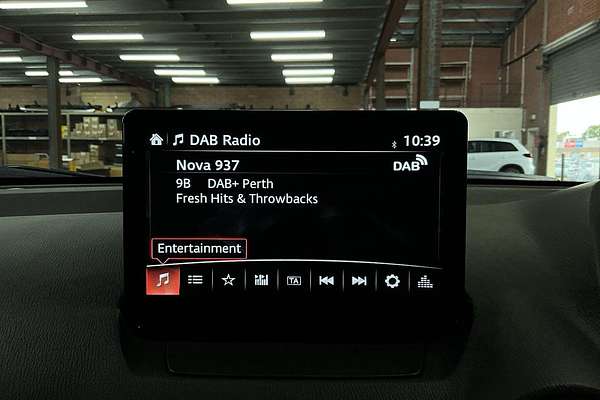 DAB Radio
10:39
Nova 937
DAB
9B DAB+ Perth
Fresh Hits & Throwbacks
Entertainment
TA